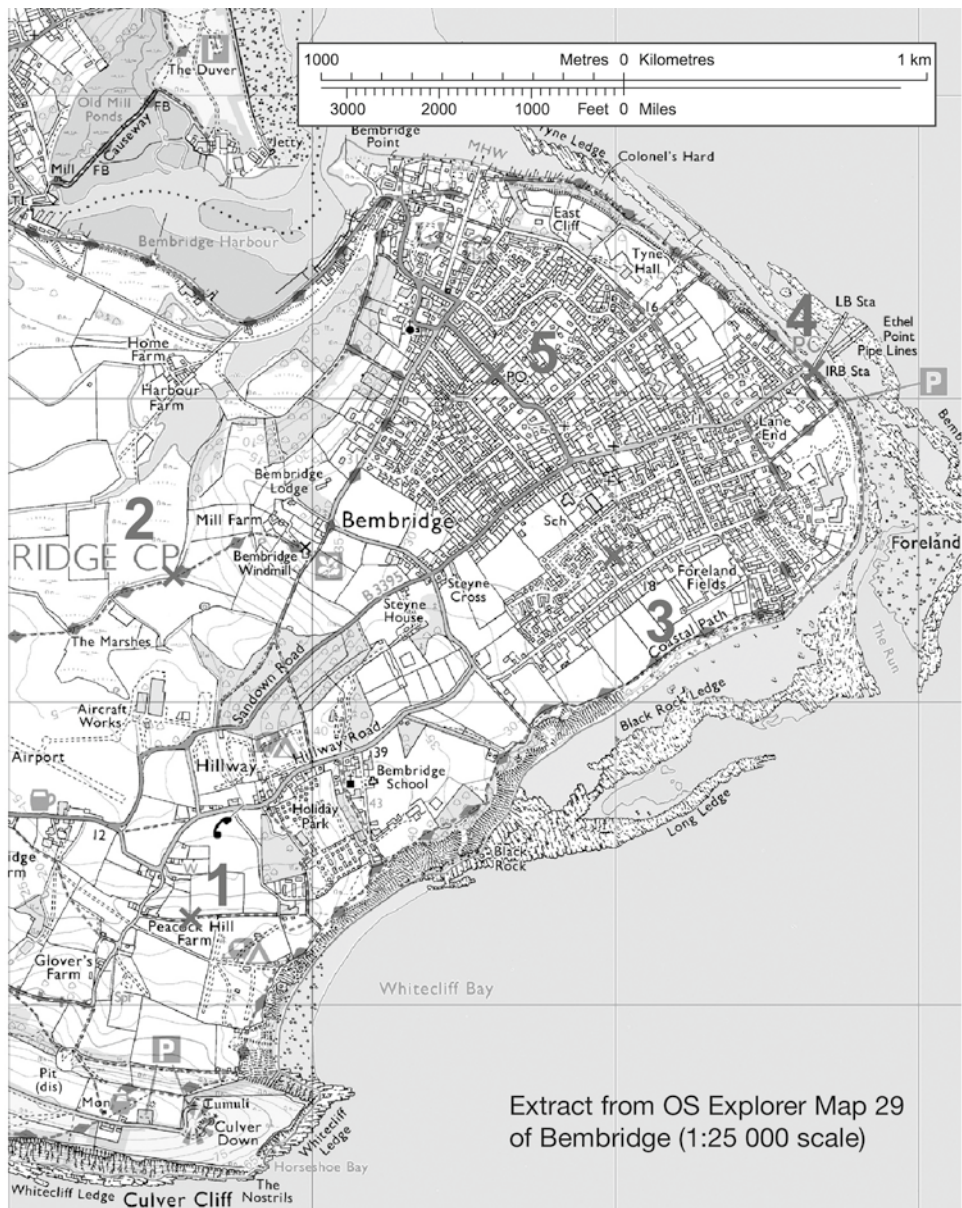 1000 Metres 0 Kilometres 1 km
3000 2000 1000 Feet 0 Miles
P
The Duver
Old Mill
Ponds
FB
Causeway
Mill
FB
TL
Jetty
Bembridge
Point
MHW
Tyne Ledge
Colonel's Hard
East
Cliff
Bembridge Harbour
Tyne
Hall
16
4
PC
LB Sta
Ethel
Point
Pipe Lines
IRB Sta
P
Home
Farm
Harbour
Farm
5
PO
11
Lane
End
Bembridge
Lodge
2
Mill Farm
Bembridge
Sch
RIDGE CP
Bembridge
Windmill
B3395
Steyne
Cross
Steyne
House
Foreland
Foreland
Fields
18
3
Coastal Path
The Run
The Marshes
Sandown Road
Aircraft
Works
Black Rock Ledge
Airport
Hillway
Hillway Road
39
Bembridge
School
43
Holiday
Park
Long Ledge
12
Black
Rock
W
1
Peacock Hill
Farm
Glover's
Farm
Spr
Whitecliff Bay
P
Pit
(dis)
Mon
Tumuli
Culver
Down
Whitecliff
Ledge
Horseshoe Bay
The
Nostrils
Whitecliff Ledge
Culver Cliff
Extract from OS Explorer Map 29
of Bembridge (1:25 000 scale)